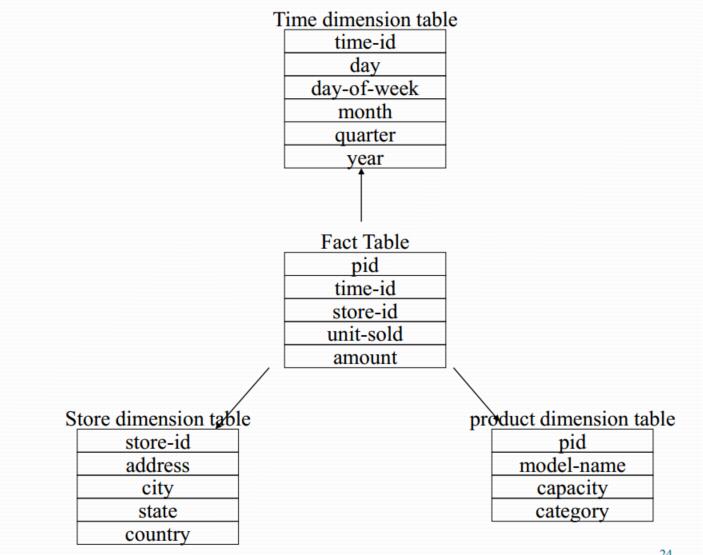 Time dimension table
time-id
day
day-of-week
month
quarter
year
Fact Table
pid
time-id
store-id
unit-sold
amount
Store dimension table
store-id
address
city
state
country
product dimension table
pid
model-name
capacity
category
24